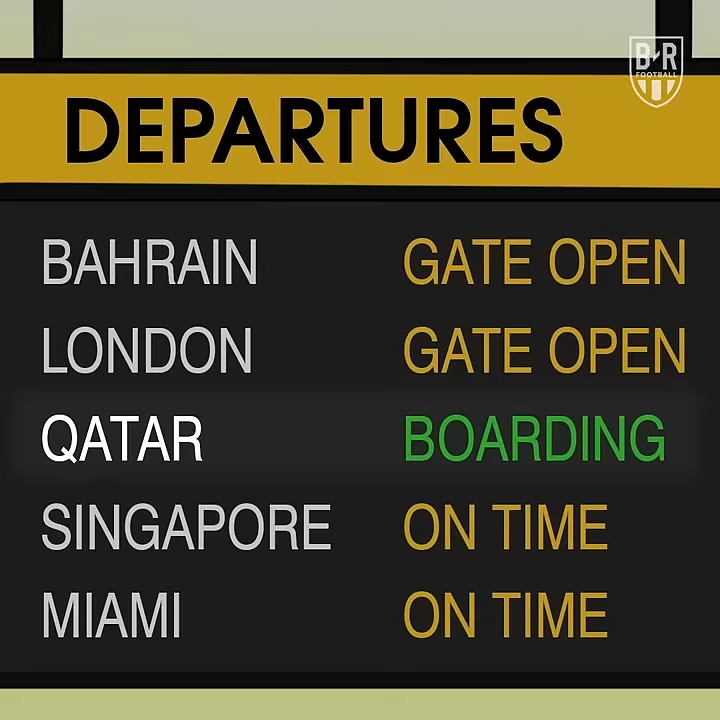 B R
FOOTBALL
DEPARTURES
BAHRAIN GATE OPEN
LONDON GATE OPEN
QATAR BOARDING
SINGAPORE ON TIME
MIAMI ON TIME